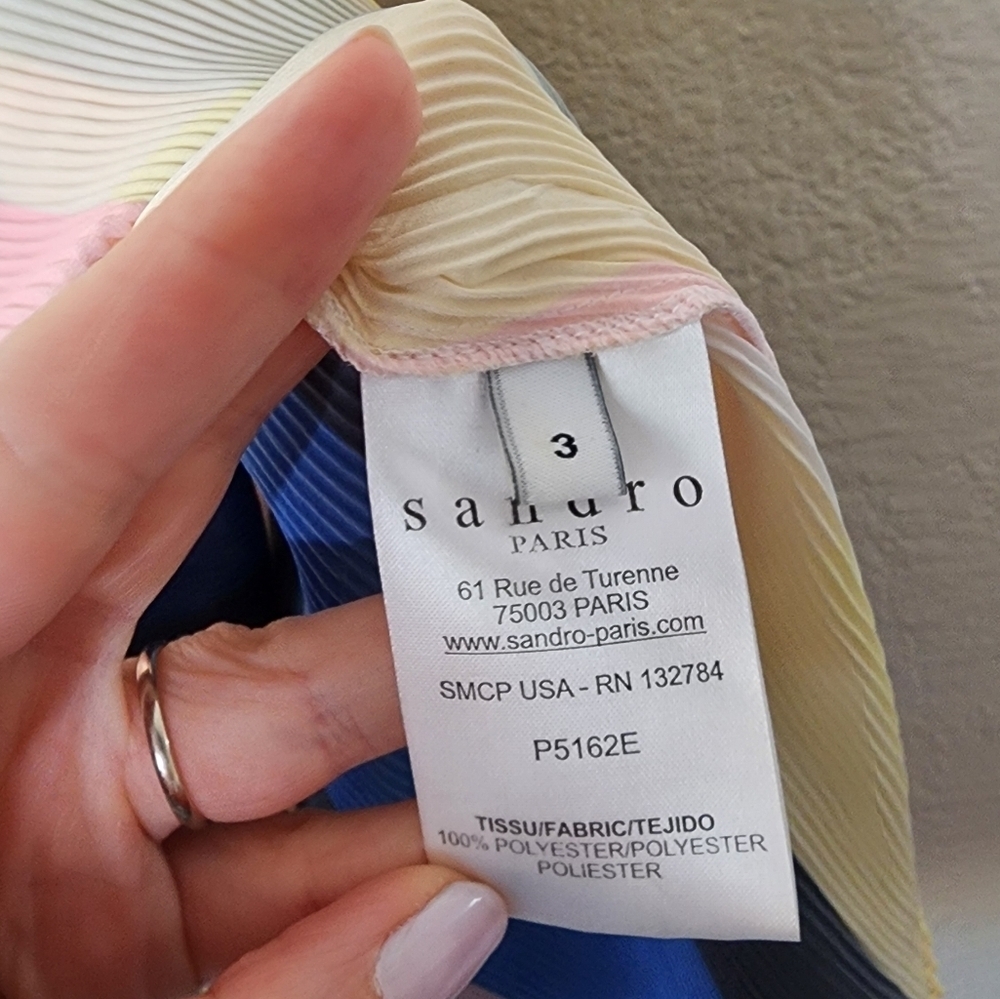 3
sandro
PARIS
61 Rue de Turenne
75003 PARIS
www.sandro-paris.com
SMCP USA - RN 132784
P5162E
TISSU/FABRIC/TEJIDO
100% POLYESTER/POLYESTER
POLIESTER